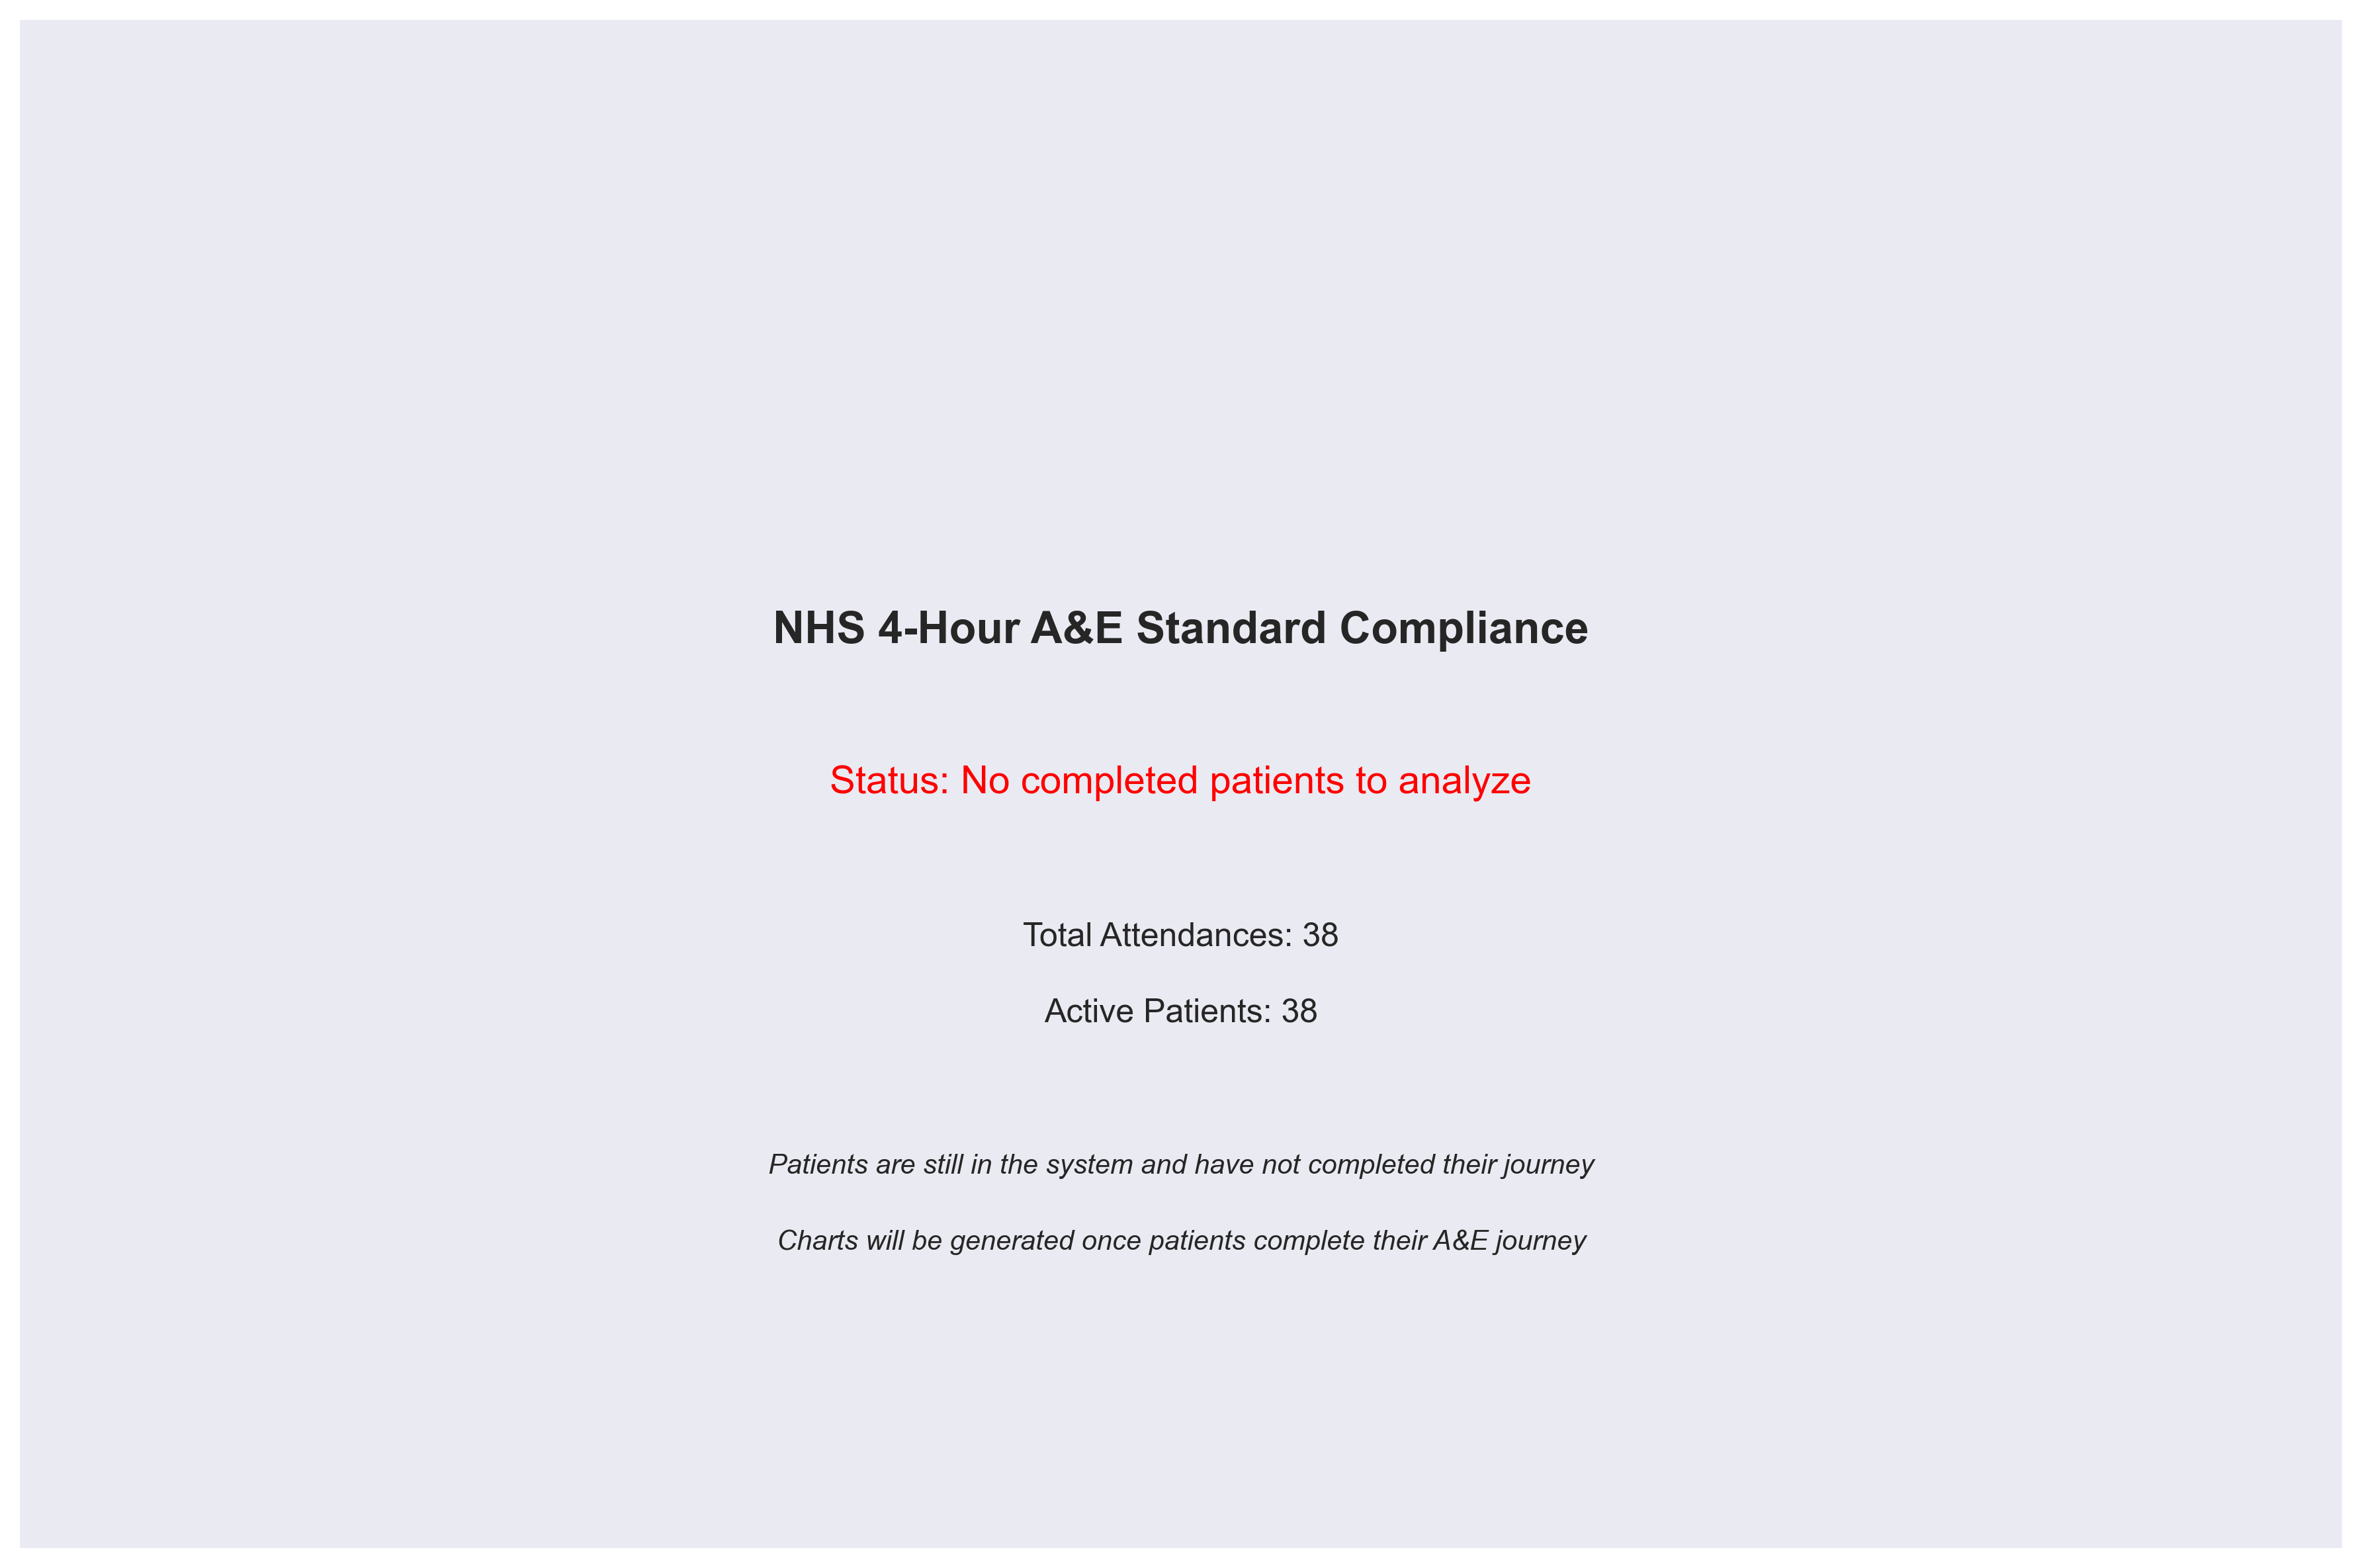 NHS 4-Hour A&E Standard Compliance
Status: No completed patients to analyze
Total Attendances: 38
Active Patients: 38
Patients are still in the system and have not completed their journey
Charts will be generated once patients complete their A&E journey